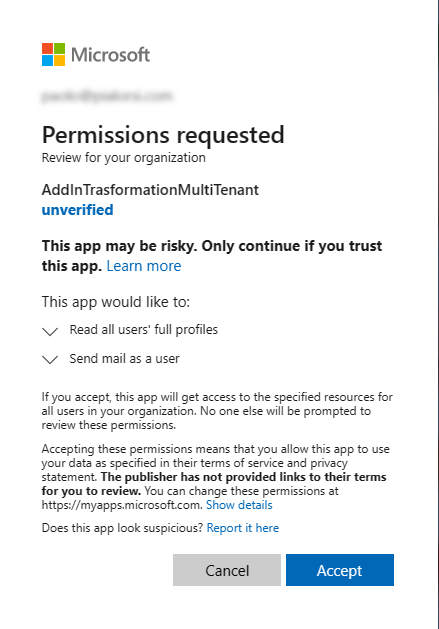 Microsoft
Permissions requested
Review for your organization
AddInTrasformationMultiTenant
unverified
This app may be risky. Only continue if you trust
this app. Learn more
This app would like to:
Read all users' full profiles
Send mail as a user
If you accept, this app will get access to the specified resources for
all users in your organization. No one else will be prompted to
review these permissions.
Accepting these permissions means that you allow this app to use
your data as specified in their terms of service and privacy
statement. The publisher has not provided links to their terms
for you to review. You can change these permissions at
https://myapps.microsoft.com. Show details
Does this app look suspicious? Report it here
Cancel Accept